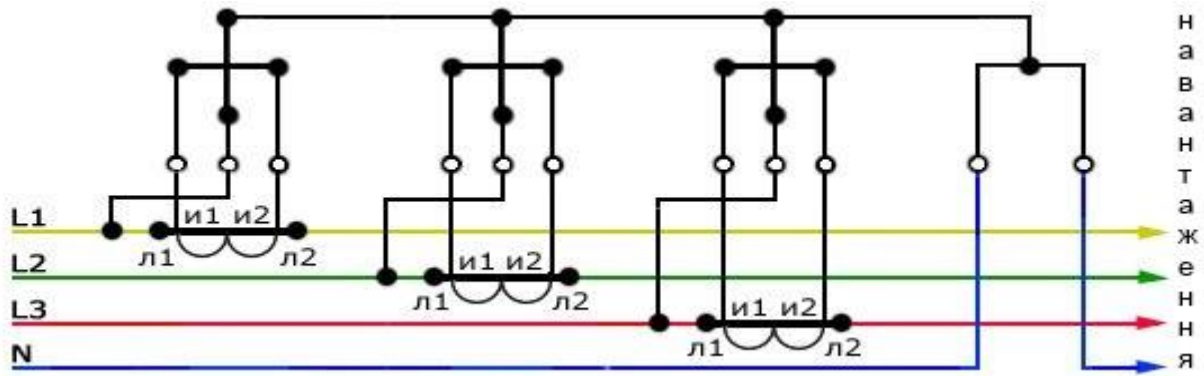 L1
и1 и2
л1 л2
L2
и1 и2
л1 л2
L3
и1 и2
л1 л2
N
навантаження